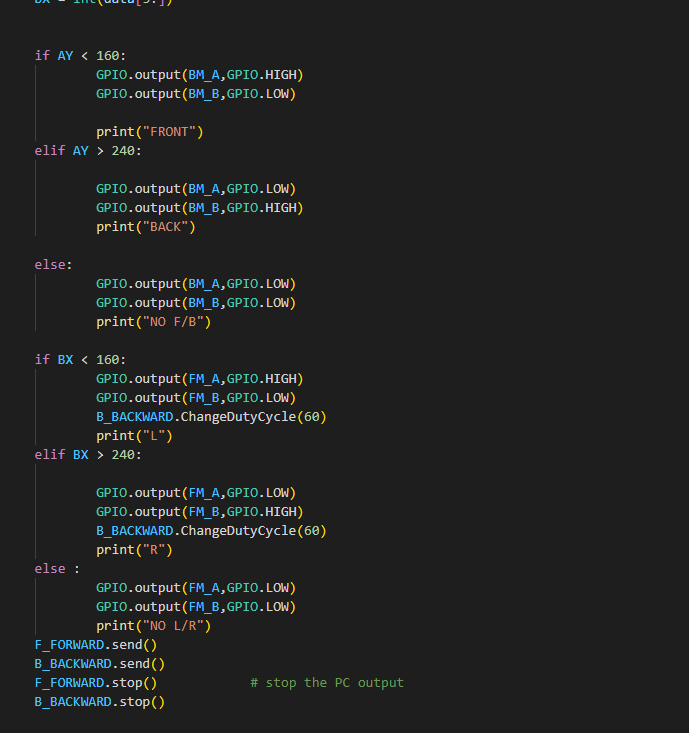 if AY < 160:
GPIO.output(BM_A,GPIO.HIGH)
GPIO.output(BM_B,GPIO.LOW)
print("FRONT")
elif AY > 240:
GPIO.output(BM_A,GPIO.LOW)
GPIO.output(BM_B,GPIO.HIGH)
print("BACK")
else:
GPIO.output(BM_A,GPIO.LOW)
GPIO.output(BM_B,GPIO.LOW)
print("NO F/B")
if BX < 160:
GPIO.output(FM_A,GPIO.HIGH)
GPIO.output(FM_B,GPIO.LOW)
B_BACKWARD.ChangeDutyCycle(60)
print("L")
elif BX > 240:
GPIO.output(FM_A,GPIO.LOW)
GPIO.output(FM_B,GPIO.HIGH)
B_BACKWARD.ChangeDutyCycle(60)
print("R")
else :
GPIO.output(FM_A,GPIO.LOW)
GPIO.output(FM_B,GPIO.LOW)
print("NO L/R")
F_FORWARD.send()
B_BACKWARD.send()
F_FORWARD.stop() # stop the PC output
B_BACKWARD.stop()